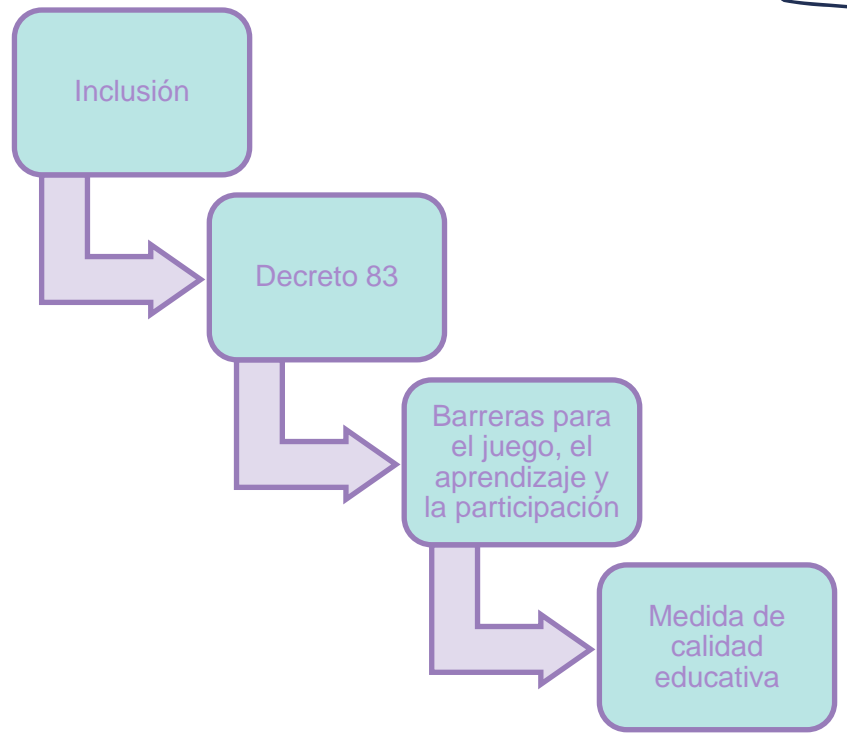 Inclusión
Decreto 83
Barreras para
el juego, el
aprendizaje y
la participación
Medida de
calidad
educativa